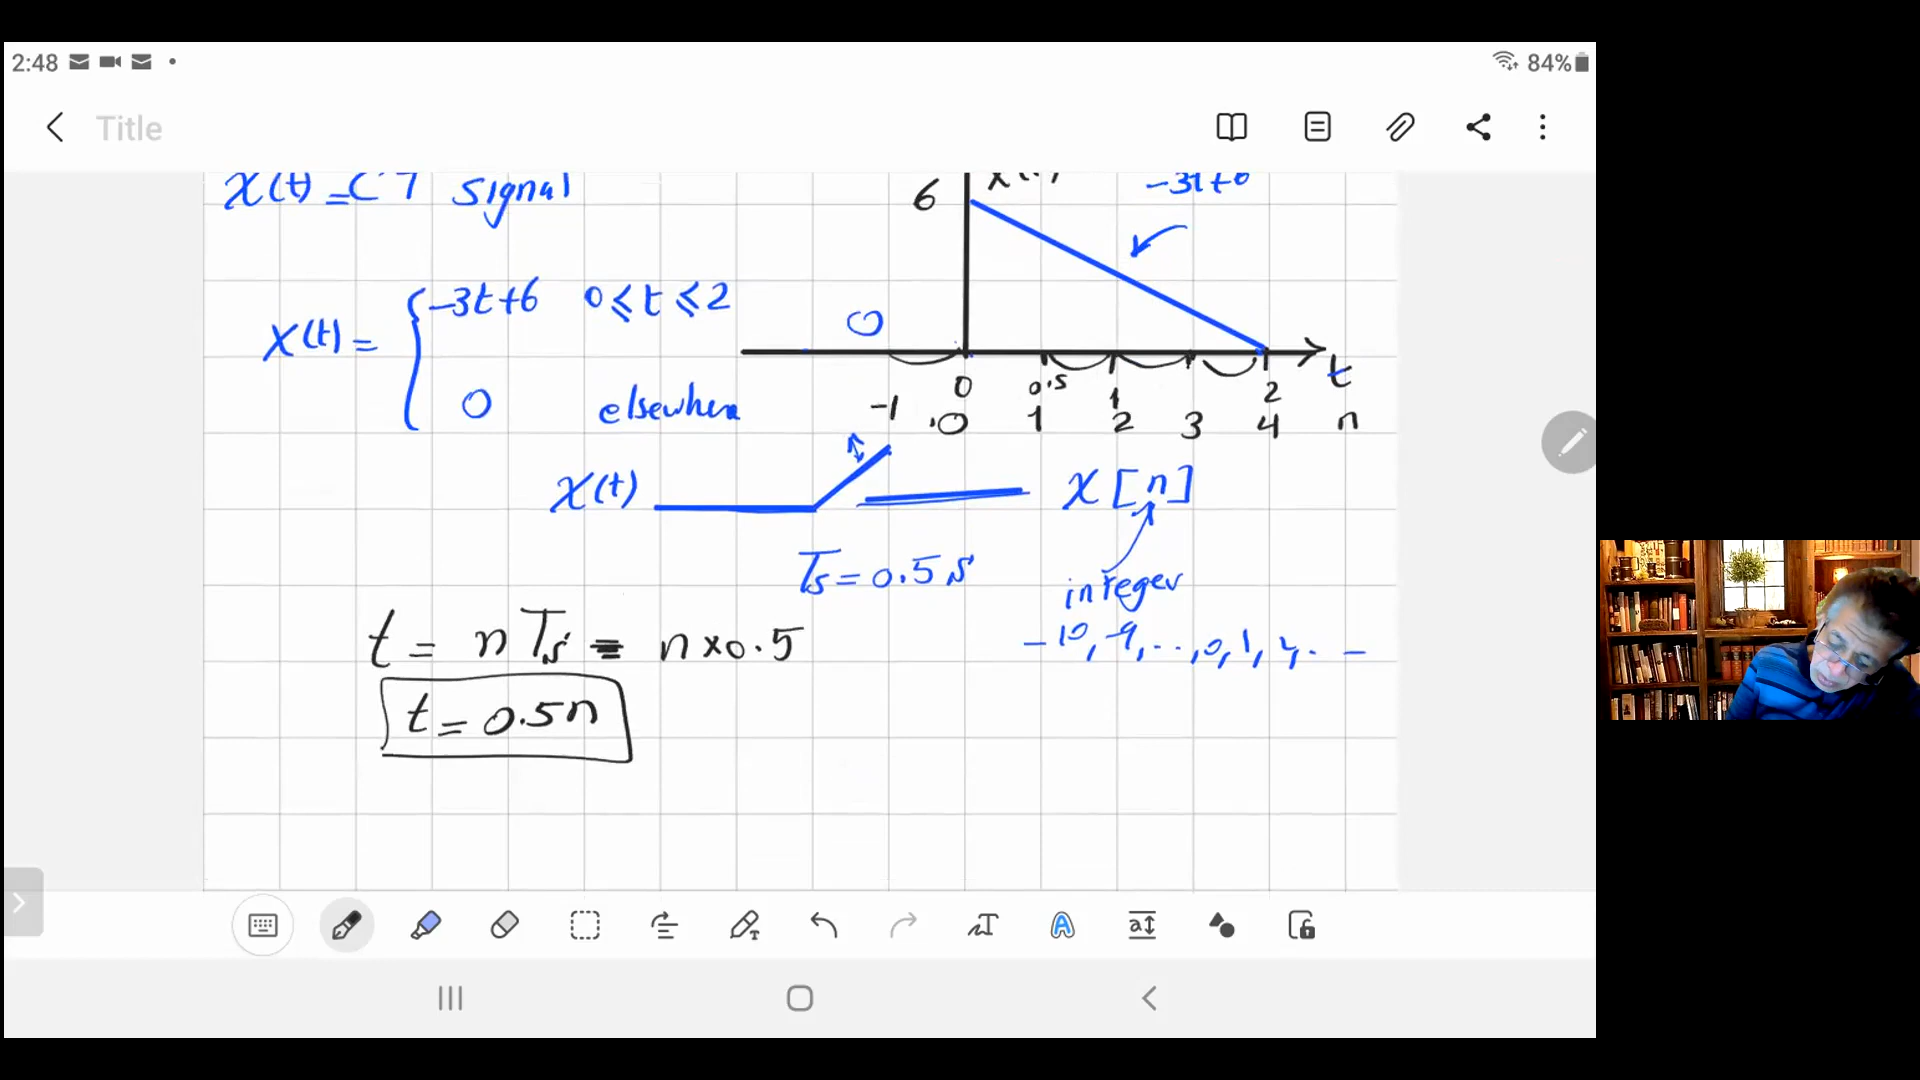 2:48
84%
Title
X(t) = CT signal
6 X(t)
-3t+6
X(t) = { -3t+6 0 ≤ t ≤ 2
0 elsewhere
0
0 0.5 1 2 t
-1 0 1 2 3 4 n
X(t) X[n]
Ts = 0.5 s
integer
t = nTs = n×0.5
-10, -9, .., 0, 1, 2, . -
t = 0.5n